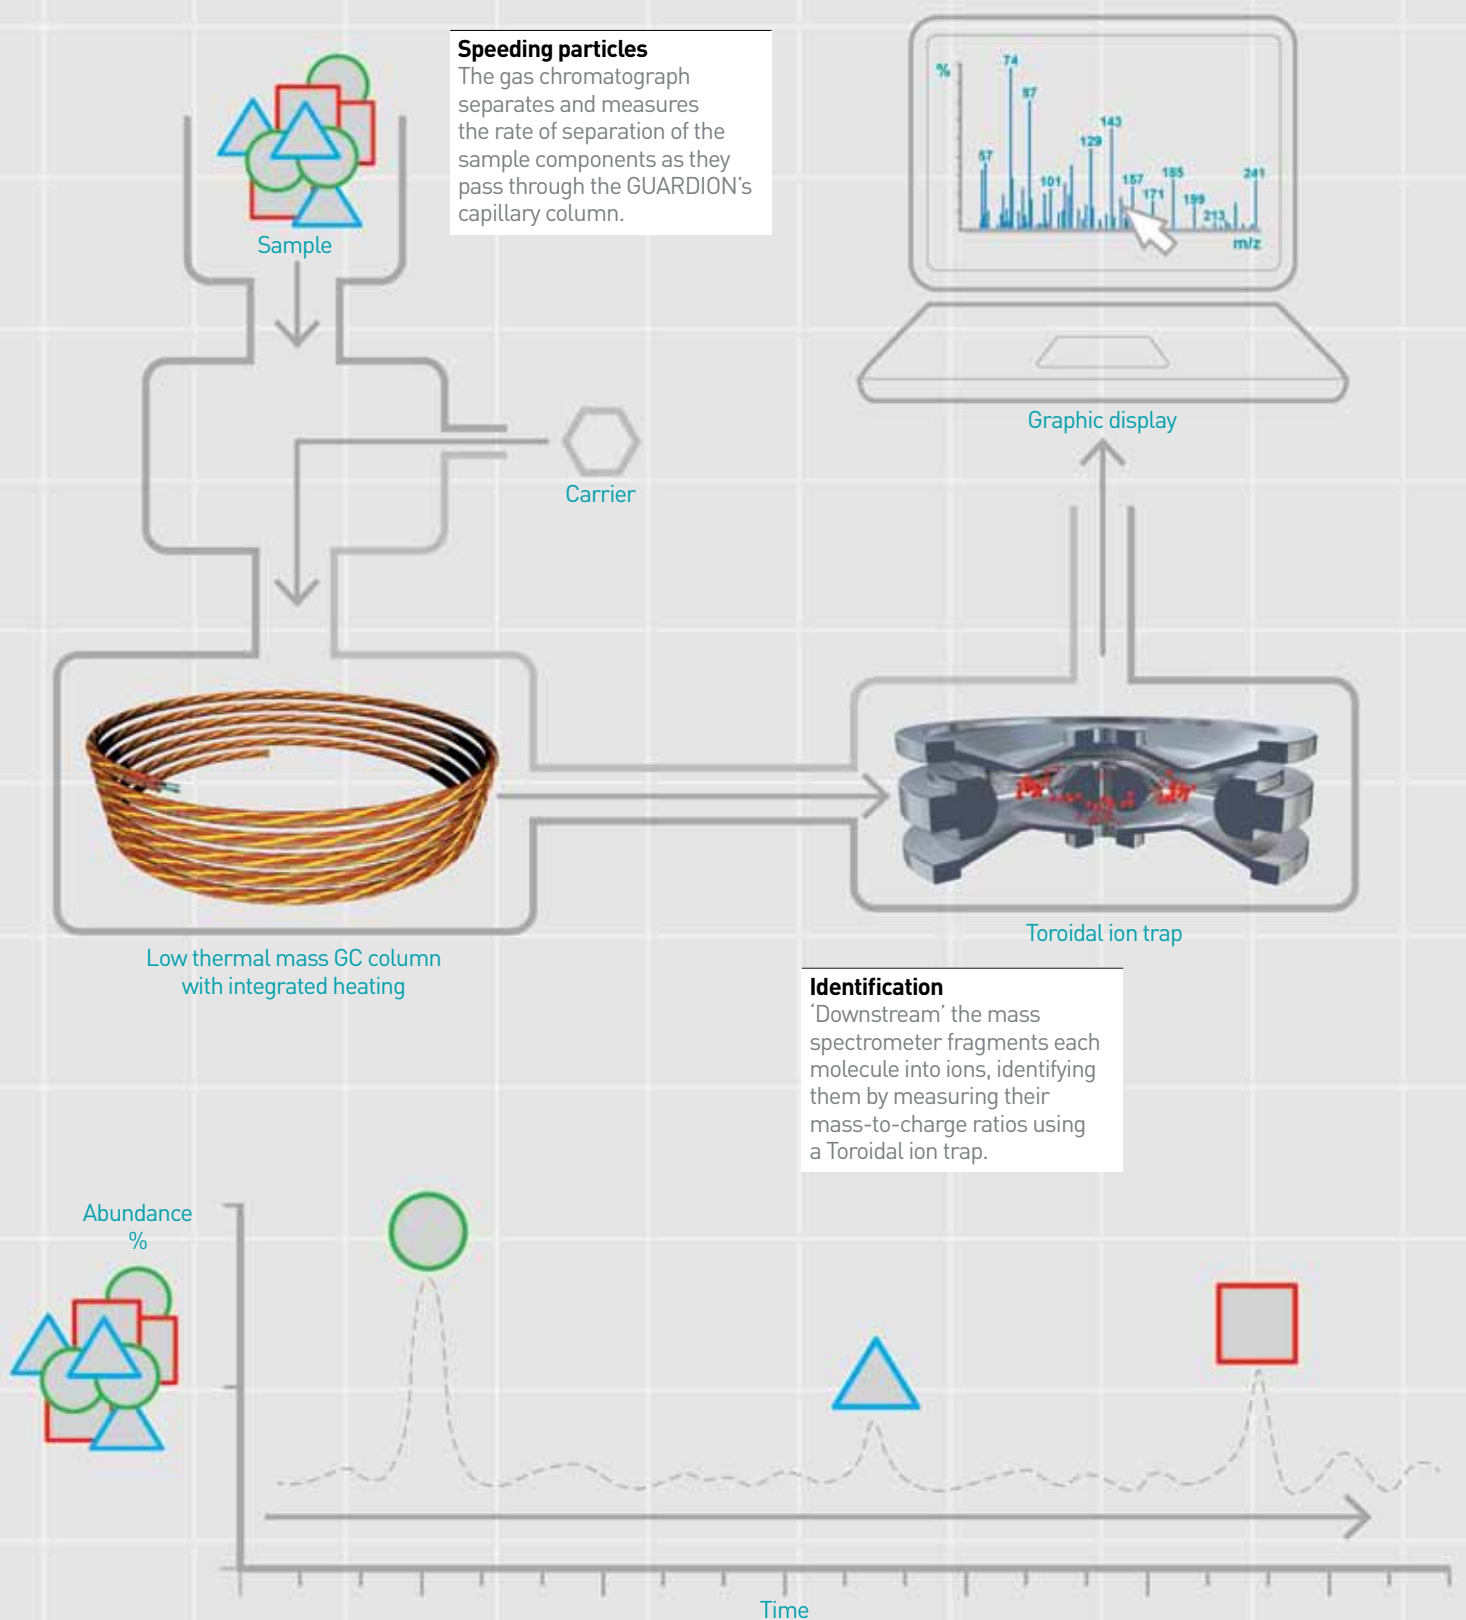 Speeding particles
The gas chromatograph
separates and measures
the rate of separation of the
sample components as they
pass through the GUARDION's
capillary column.
Sample
%
74
87
57
101
129
143
157
171
185
199
213
241
m/z
Graphic display
Carrier
Low thermal mass GC column
with integrated heating
Toroidal ion trap
Identification
'Downstream' the mass
spectrometer fragments each
molecule into ions, identifying
them by measuring their
mass-to-charge ratios using
a Toroidal ion trap.
Abundance
%
Time